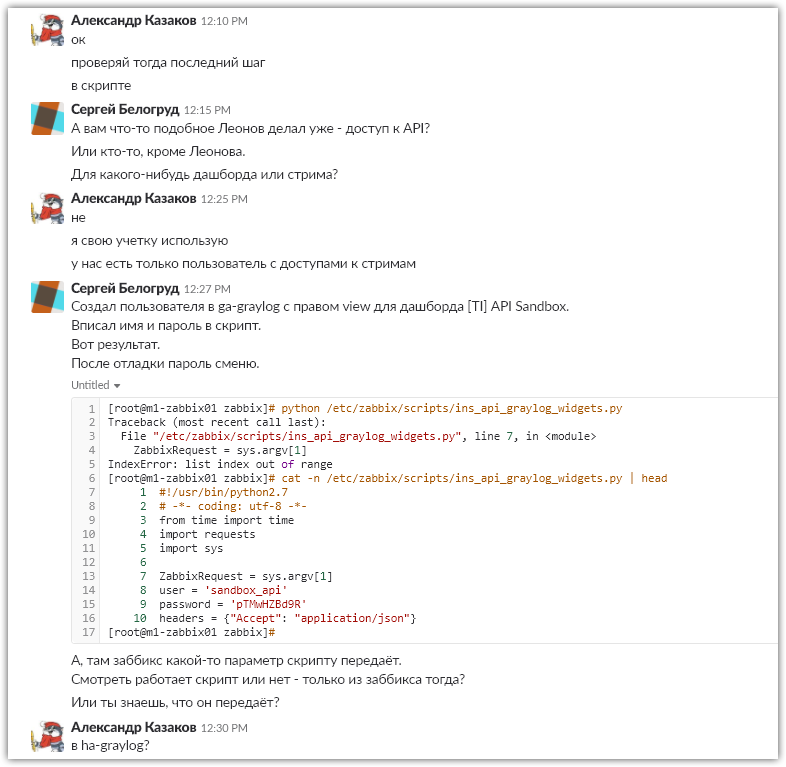 Александр Казаков 12:10 PM
ок
проверяй тогда последний шаг
в скрипте
Сергей Белогруд 12:15 PM
А вам что-то подобное Леонов делал уже - доступ к API?
Или кто-то, кроме Леонова.
Для какого-нибудь дашборда или стрима?
Александр Казаков 12:25 PM
не
я свою учетку использую
у нас есть только пользователь с доступами к стримам
Сергей Белогруд 12:27 PM
Создал пользователя в ga-graylog с правом view для дашборда [TI] API Sandbox.
Вписал имя и пароль в скрипт.
Вот результат.
После отладки пароль сменю.
Untitled
1 [root@m1-zabbix01 zabbix]# python /etc/zabbix/scripts/ins_api_graylog_widgets.py
2 Traceback (most recent call last):
3   File "/etc/zabbix/scripts/ins_api_graylog_widgets.py", line 7, in <module>
4     ZabbixRequest = sys.argv[1]
5 IndexError: list index out of range
6 [root@m1-zabbix01 zabbix]# cat -n /etc/zabbix/scripts/ins_api_graylog_widgets.py | head
7      1  #!/usr/bin/python2.7
8      2  # -*- coding: utf-8 -*-
9      3  from time import time
10      4  import requests
11      5  import sys
12      6
13      7  ZabbixRequest = sys.argv[1]
14      8  user = 'sandbox_api'
15      9  password = 'pTMwHZBd9R'
16     10  headers = {"Accept": "application/json"}
17 [root@m1-zabbix01 zabbix]#
А, там заббикс какой-то параметр скрипту передаёт.
Смотреть работает скрипт или нет - только из заббикса тогда?
Или ты знаешь, что он передаёт?
Александр Казаков 12:30 PM
в ha-graylog?